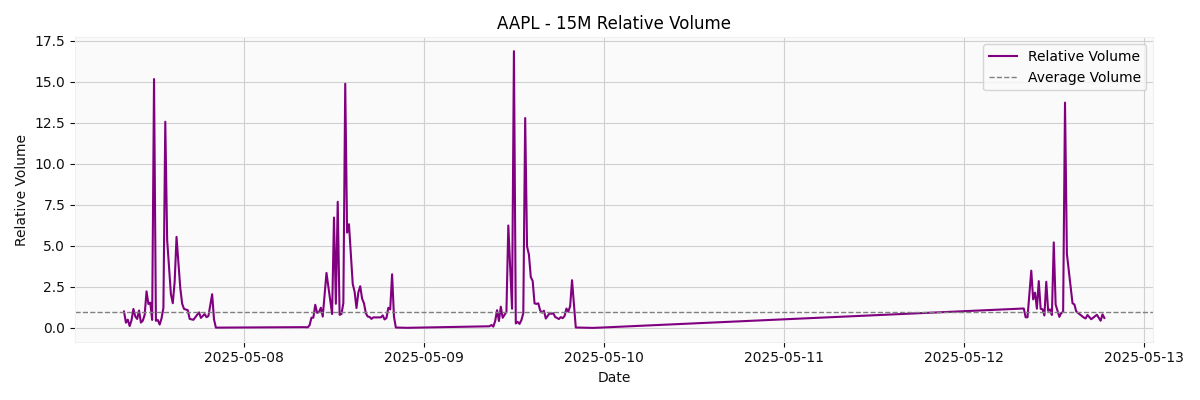 AAPL - 15M Relative Volume
17.5
15.0
12.5
10.0
7.5
5.0
2.5
0.0
Relative Volume
Relative Volume
Average Volume
2025-05-08
2025-05-09
2025-05-10
2025-05-11
2025-05-12
2025-05-13
Date